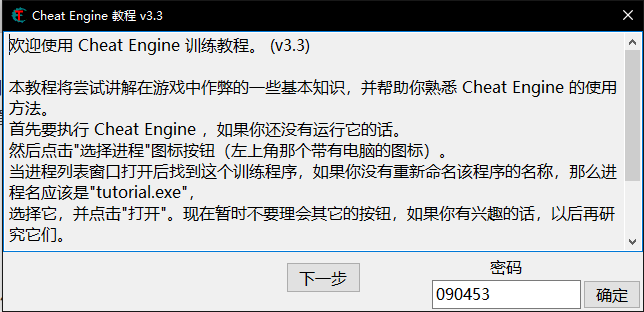 Cheat Engine 教程 v3.3
欢迎使用 Cheat Engine 训练教程。 (v3.3)
本教程将尝试讲解在游戏中作弊的一些基本知识，并帮助你熟悉 Cheat Engine 的使用
方法。
首先要执行 Cheat Engine ，如果你还没有运行它的话。
然后点击"选择进程"图标按钮（左上角那个带有电脑的图标）。
当进程列表窗口打开后找到这个训练程序，如果你没有重新命名该程序的名称，那么进
程名应该是"tutorial.exe"，
选择它，并点击"打开"。现在暂时不要理会其它的按钮，如果你有兴趣的话，以后再研
究它们。
下一步
密码
090453
确定